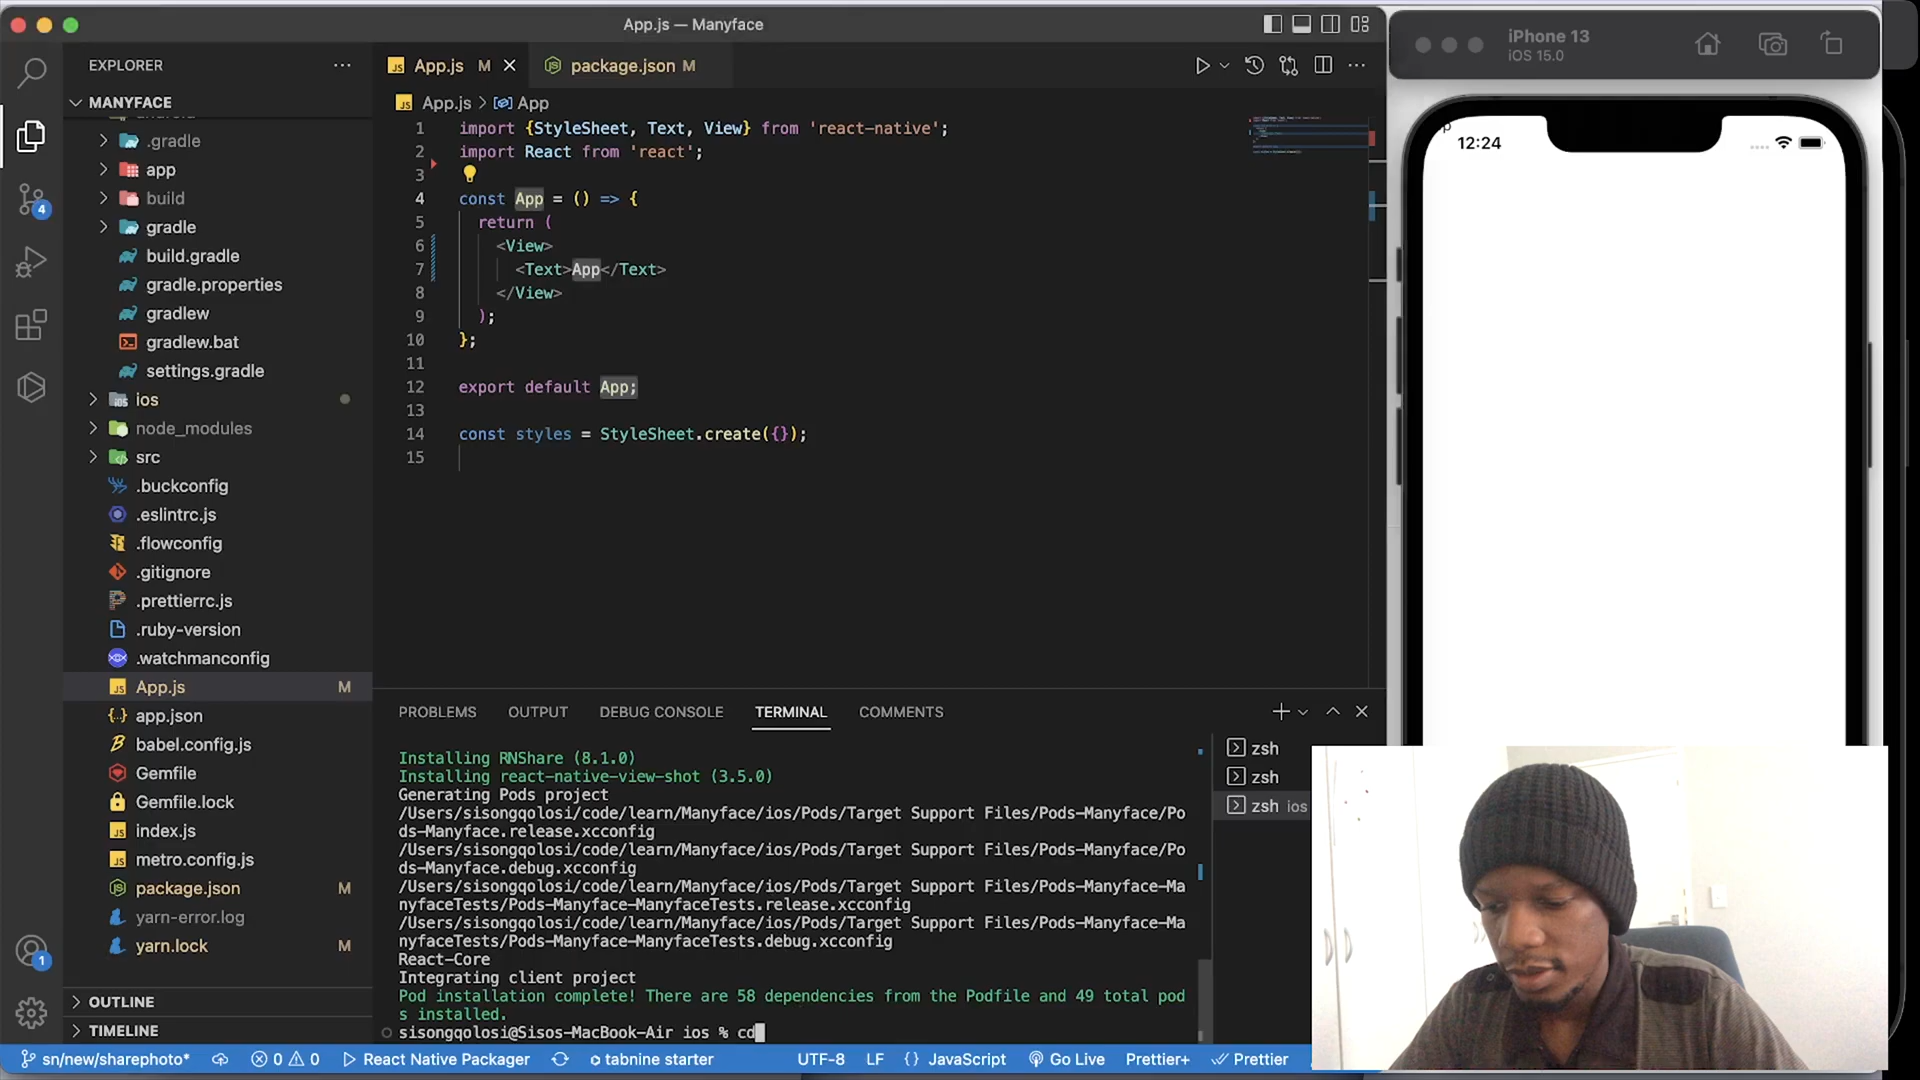 App.js — Manyface
iPhone 13
iOS 15.0
EXPLORER
App.js M
package.json M
MANYFACE
App.js > App
.gradle
app
build
gradle
build.gradle
gradle.properties
gradlew
gradlew.bat
settings.gradle
ios
node_modules
src
.buckconfig
.eslintrc.js
.flowconfig
.gitignore
.prettierrc.js
.ruby-version
.watchmanconfig
App.js M
app.json
babel.config.js
Gemfile
Gemfile.lock
index.js
metro.config.js
package.json M
yarn-error.log
yarn.lock M
OUTLINE
TIMELINE
4
1
1 import {StyleSheet, Text, View} from 'react-native';
2 import React from 'react';
3
4 const App = () => {
5 return (
6 <View>
7 <Text>App</Text>
8 </View>
9 );
10 };
11
12 export default App;
13
14 const styles = StyleSheet.create({});
15
12:24
PROBLEMS OUTPUT DEBUG CONSOLE TERMINAL COMMENTS
Installing RNShare (8.1.0)
Installing react-native-view-shot (3.5.0)
Generating Pods project
/Users/sisongqolosi/code/learn/Manyface/ios/Pods/Target Support Files/Pods-Manyface/Po
ds-Manyface.release.xcconfig
/Users/sisongqolosi/code/learn/Manyface/ios/Pods/Target Support Files/Pods-Manyface/Po
ds-Manyface.debug.xcconfig
/Users/sisongqolosi/code/learn/Manyface/ios/Pods/Target Support Files/Pods-Manyface-Ma
nyfaceTests/Pods-Manyface-ManyfaceTests.release.xcconfig
/Users/sisongqolosi/code/learn/Manyface/ios/Pods/Target Support Files/Pods-Manyface-Ma
nyfaceTests/Pods-Manyface-ManyfaceTests.debug.xcconfig
React-Core
Integrating client project
Pod installation complete! There are 58 dependencies from the Podfile and 49 total pod
s installed.
sisongqolosi@Sisos-MacBook-Air ios % cd
zsh
zsh
zsh ios
sn/new/sharephoto* 0 0 React Native Packager tabnine starter UTF-8 LF {} JavaScript Go Live Prettier+ Prettier